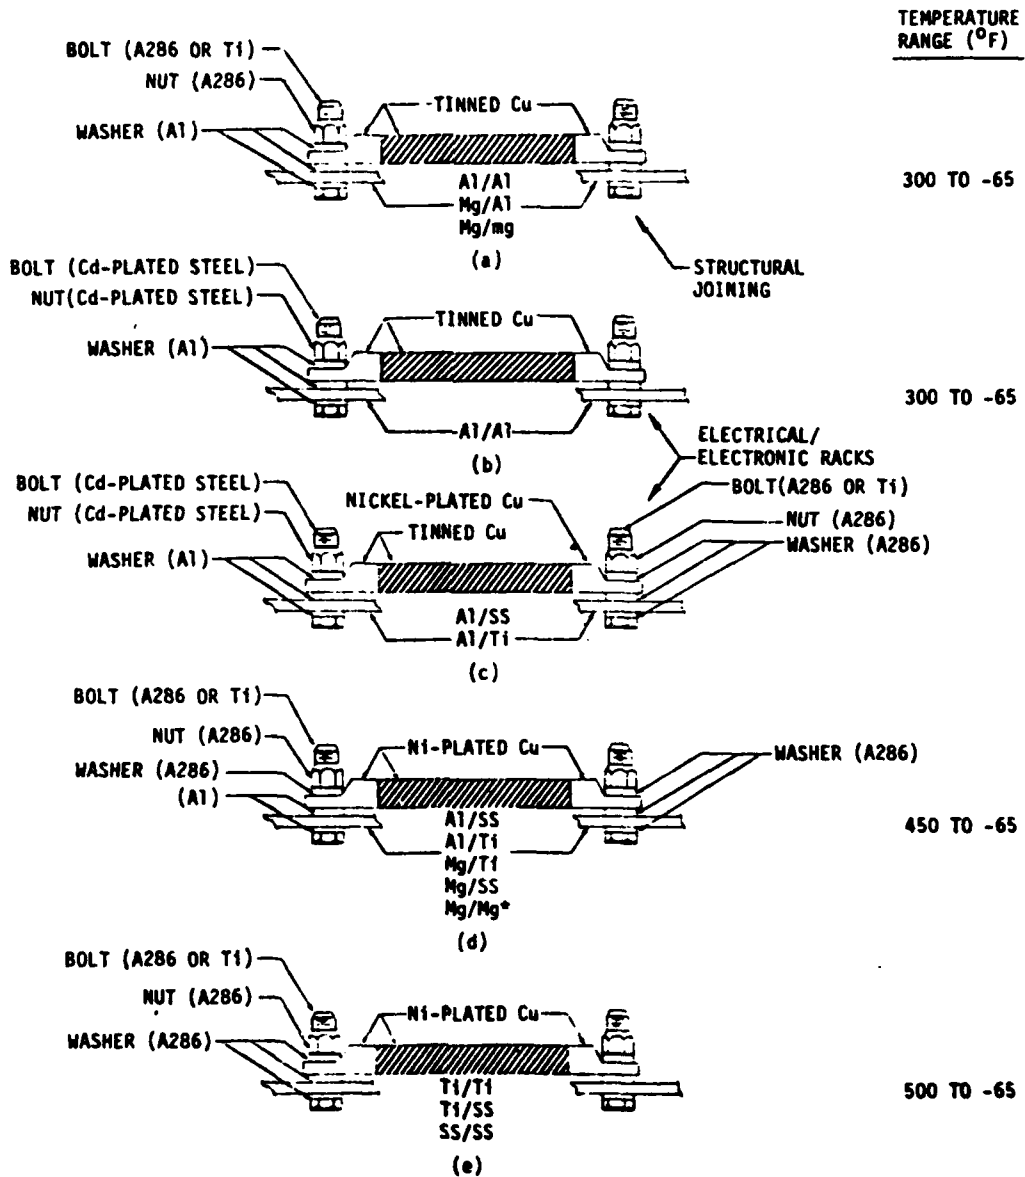 TEMPERATURE
RANGE (°F)
BOLT (A286 OR Ti)
NUT (A286)
WASHER (Al)
TINNED Cu
Al/Al
Mg/Al
Mg/mg
(a)
300 TO -65
STRUCTURAL
JOINING
BOLT (Cd-PLATED STEEL)
NUT(Cd-PLATED STEEL)
WASHER (Al)
TINNED Cu
Al/Al
(b)
300 TO -65
ELECTRICAL/
ELECTRONIC RACKS
BOLT (Cd-PLATED STEEL)
NUT (Cd-PLATED STEEL)
WASHER (Al)
NICKEL-PLATED Cu
TINNED Cu
BOLT(A286 OR Ti)
NUT (A286)
WASHER (A286)
Al/SS
Al/Ti
(c)
BOLT (A286 OR Ti)
NUT (A286)
WASHER (A286)
(Al)
Ni-PLATED Cu
WASHER (A286)
Al/SS
Al/Ti
Mg/Ti
Mg/SS
Mg/Mg*
(d)
450 TO -65
BOLT (A286 OR Ti)
NUT (A286)
WASHER (A286)
Ni-PLATED Cu
Ti/Ti
Ti/SS
SS/SS
(e)
500 TO -65